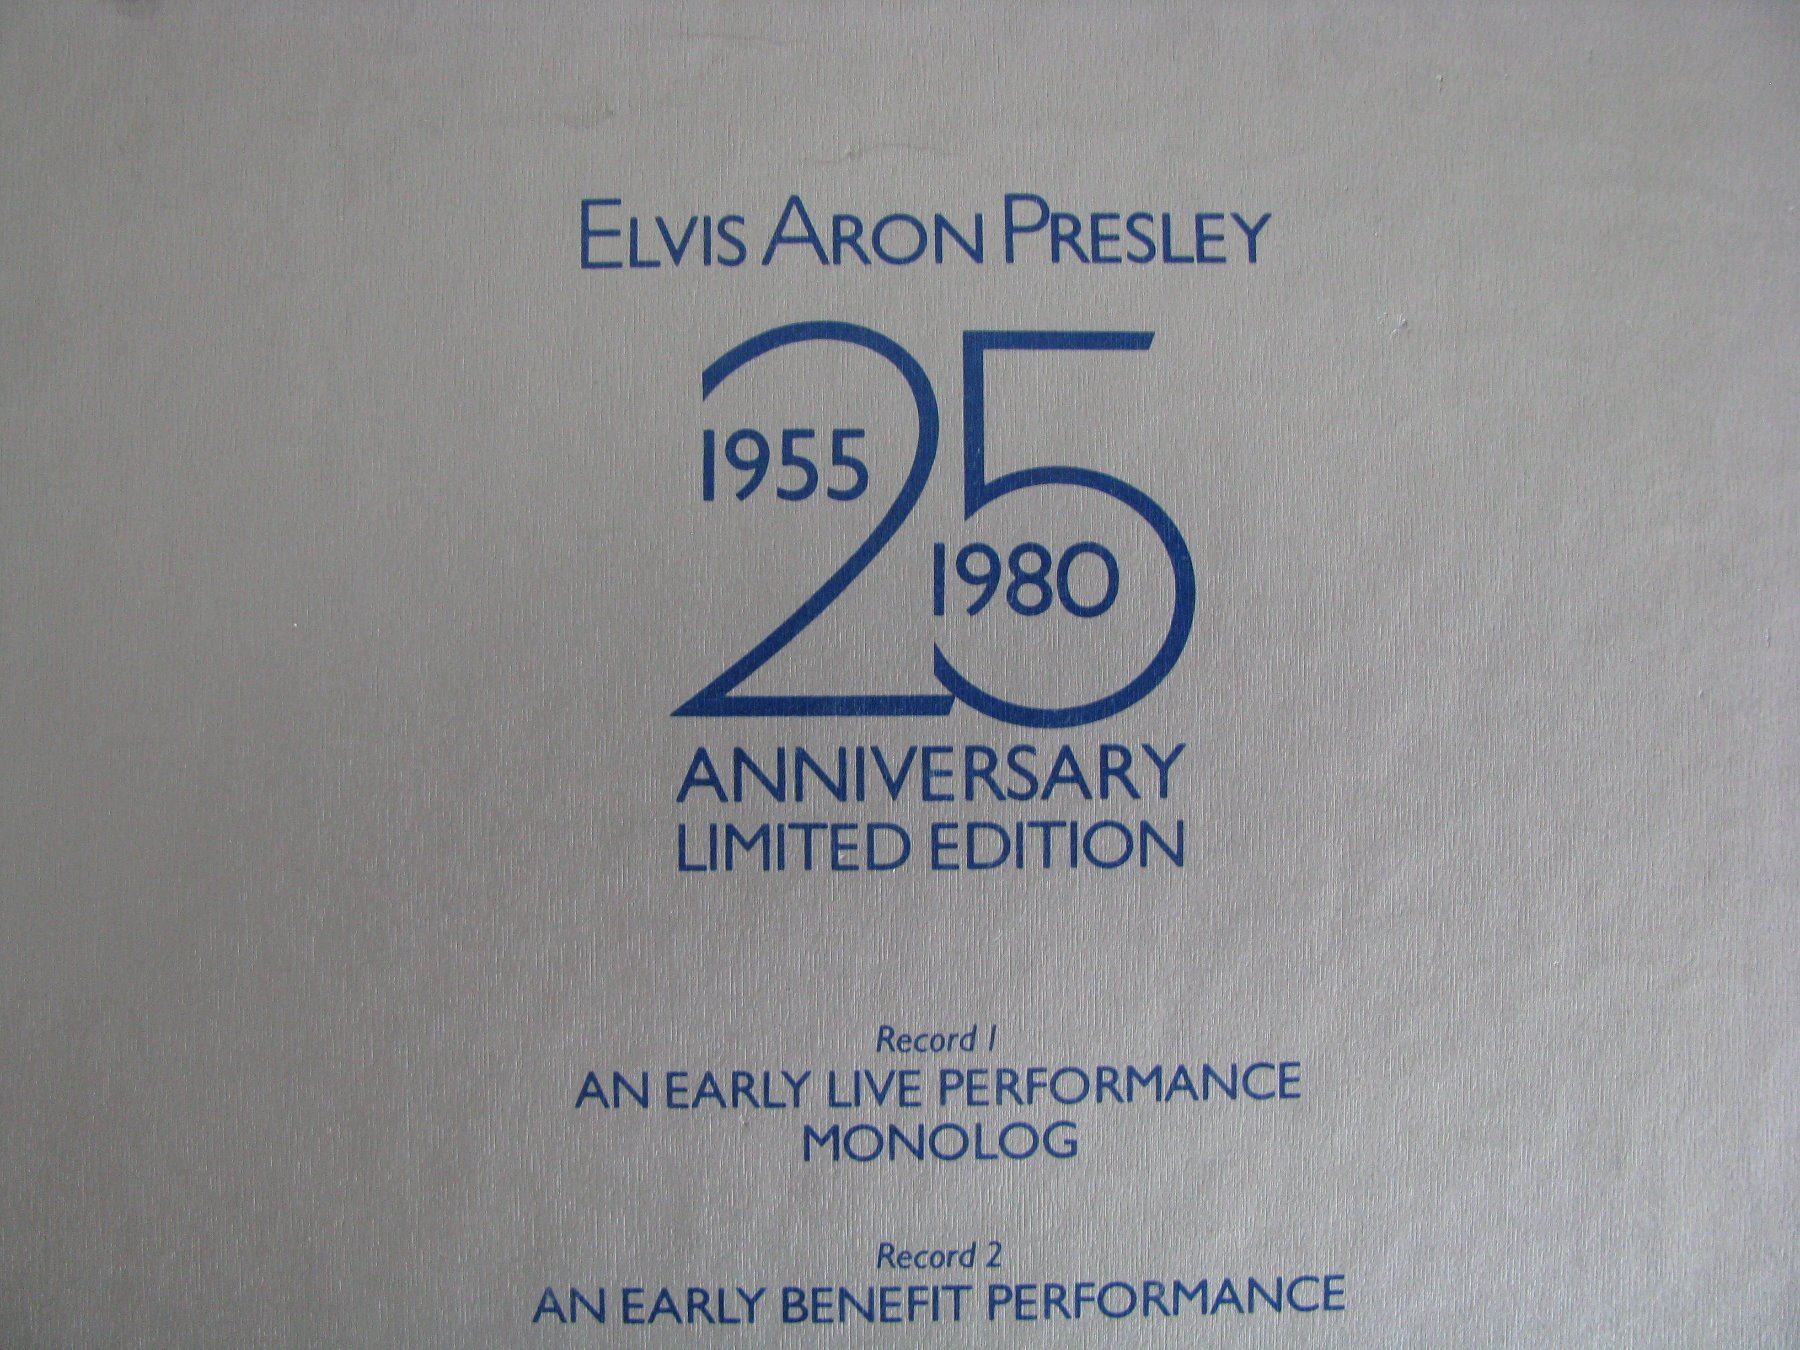 ELVIS ARON PRESLEY
25
1955
1980
ANNIVERSARY
LIMITED EDITION
Record 1
AN EARLY LIVE PERFORMANCE
MONOLOG
Record 2
AN EARLY BENEFIT PERFORMANCE